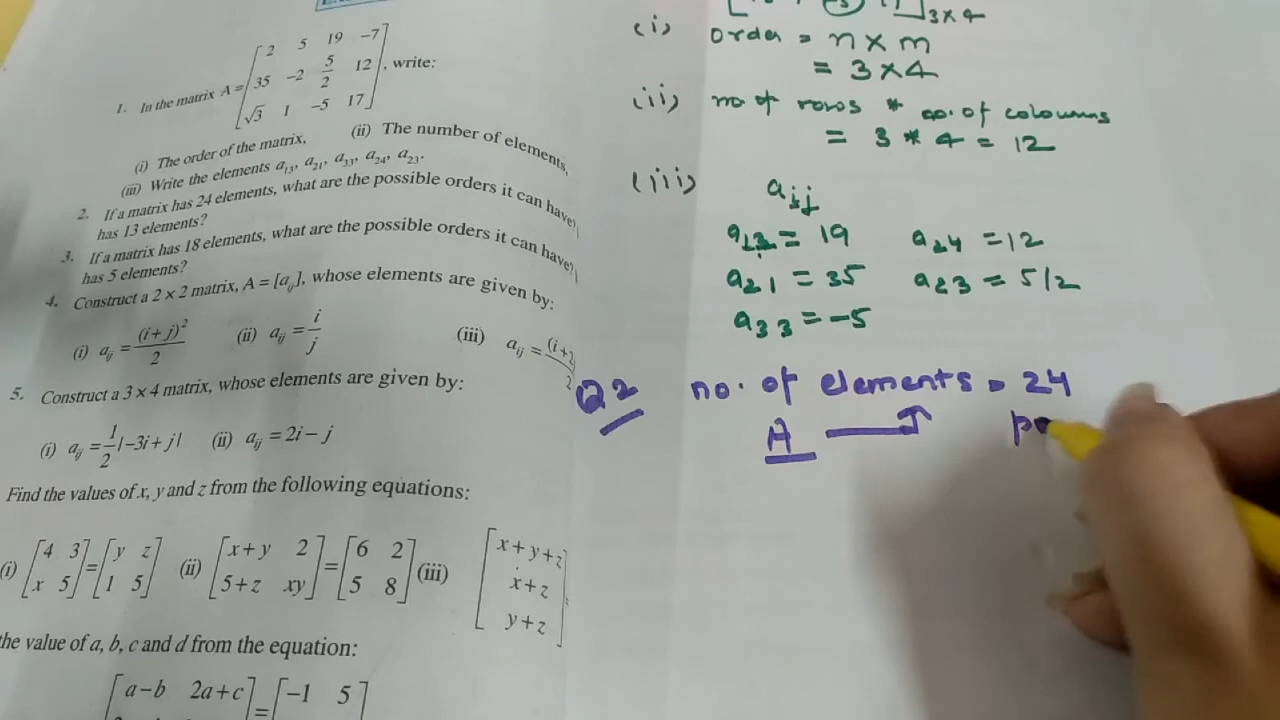 1. In the matrix A = [2 5 19 -7
35 -2 5/2 12
√3 1 -5 17], write:
(i) The order of the matrix, (ii) The number of elements,
(iii) Write the elements a13, a21, a33, a24, a23.
2. If a matrix has 24 elements, what are the possible orders it can have?
has 13 elements?
3. If a matrix has 18 elements, what are the possible orders it can have?
has 5 elements?
4. Construct a 2 × 2 matrix, A = [aij], whose elements are given by:
(i) aij = (i + j)²/2 (ii) aij = i/j (iii) aij = (i + 2
2
5. Construct a 3 × 4 matrix, whose elements are given by:
(i) aij = 1/2 |-3i + j| (ii) aij = 2i - j
Find the values of x, y and z from the following equations:
(i) [4 3
x 5] = [y z
1 5] (ii) [x + y 2
5 + z xy] = [6 2
5 8] (iii) [x + y + z
x + z
y + z]
the value of a, b, c and d from the equation:
[a - b 2a + c] = [-1 5]
]3×4
(i) order = n × m
= 3 × 4
(ii) no. of rows * no. of coloumns
= 3 * 4 = 12
(iii) aij
a13 = 19 a24 = 12
a21 = 35 a23 = 5/2
a33 = -5
Q2 no. of elements = 24
A